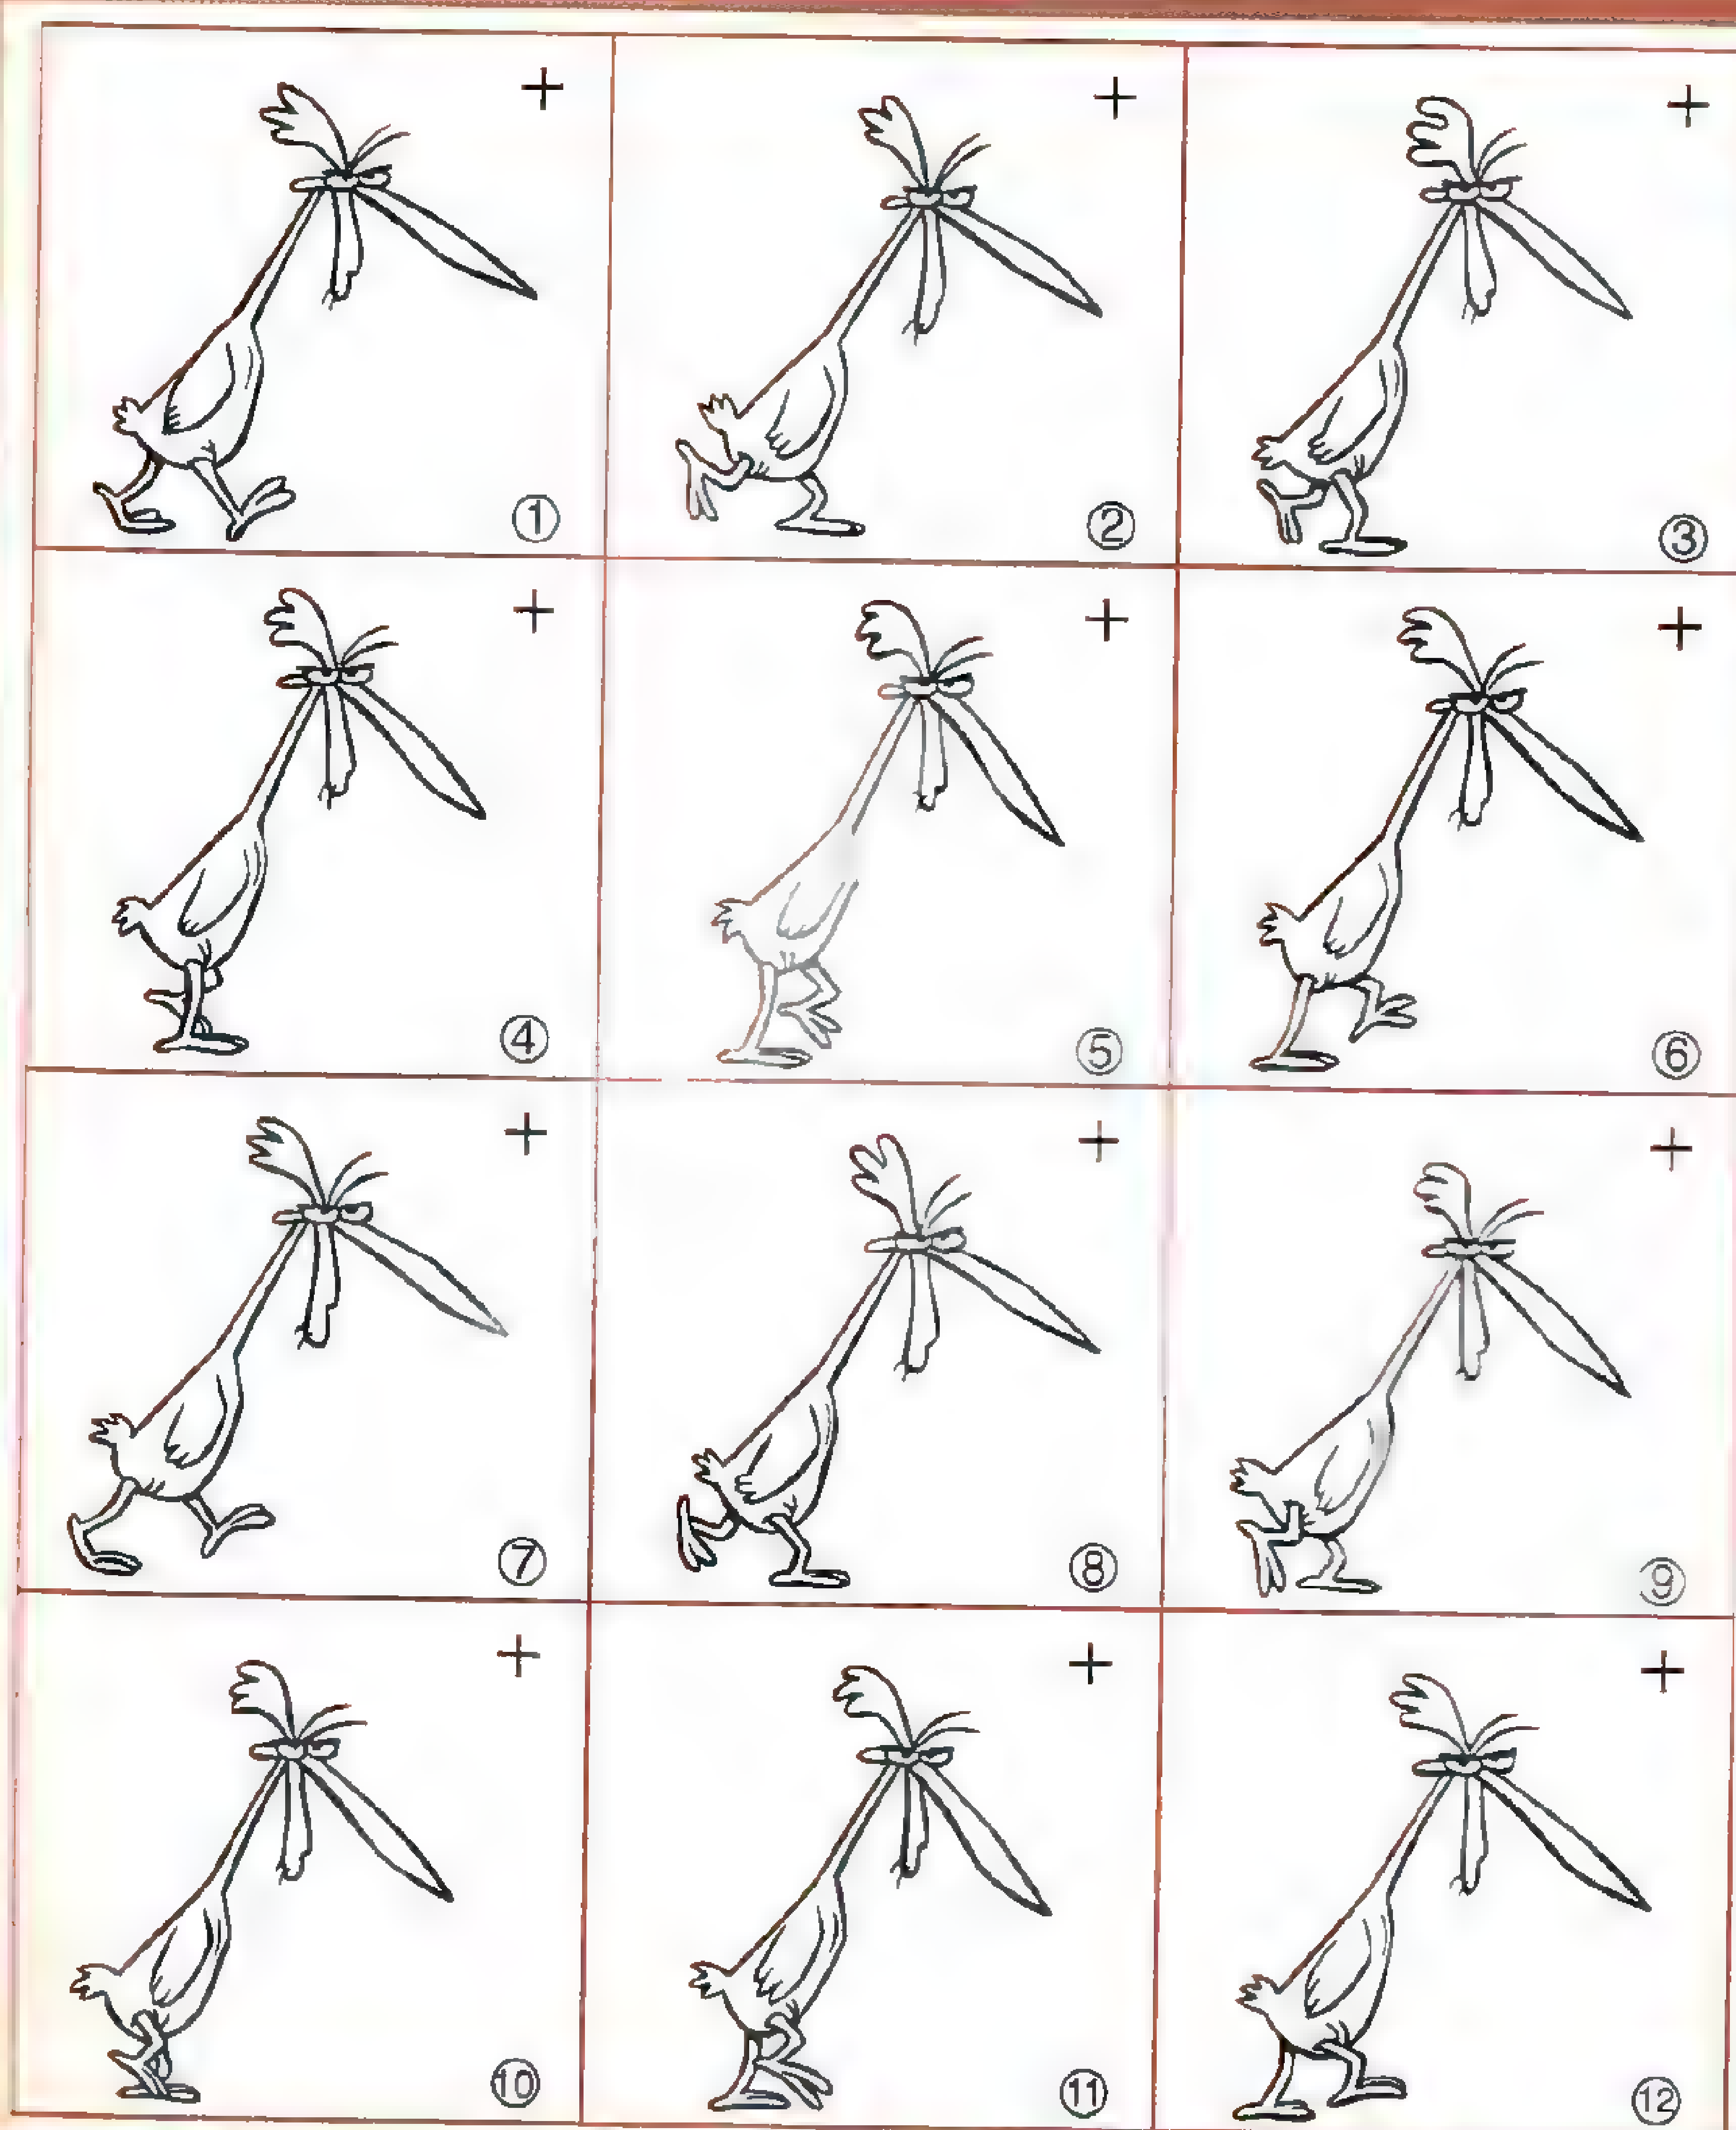 + + +
① ② ③
+ + +
④ ⑤ ⑥
+ + +
⑦ ⑧ ⑨
+ + +
⑩ ⑪ ⑫